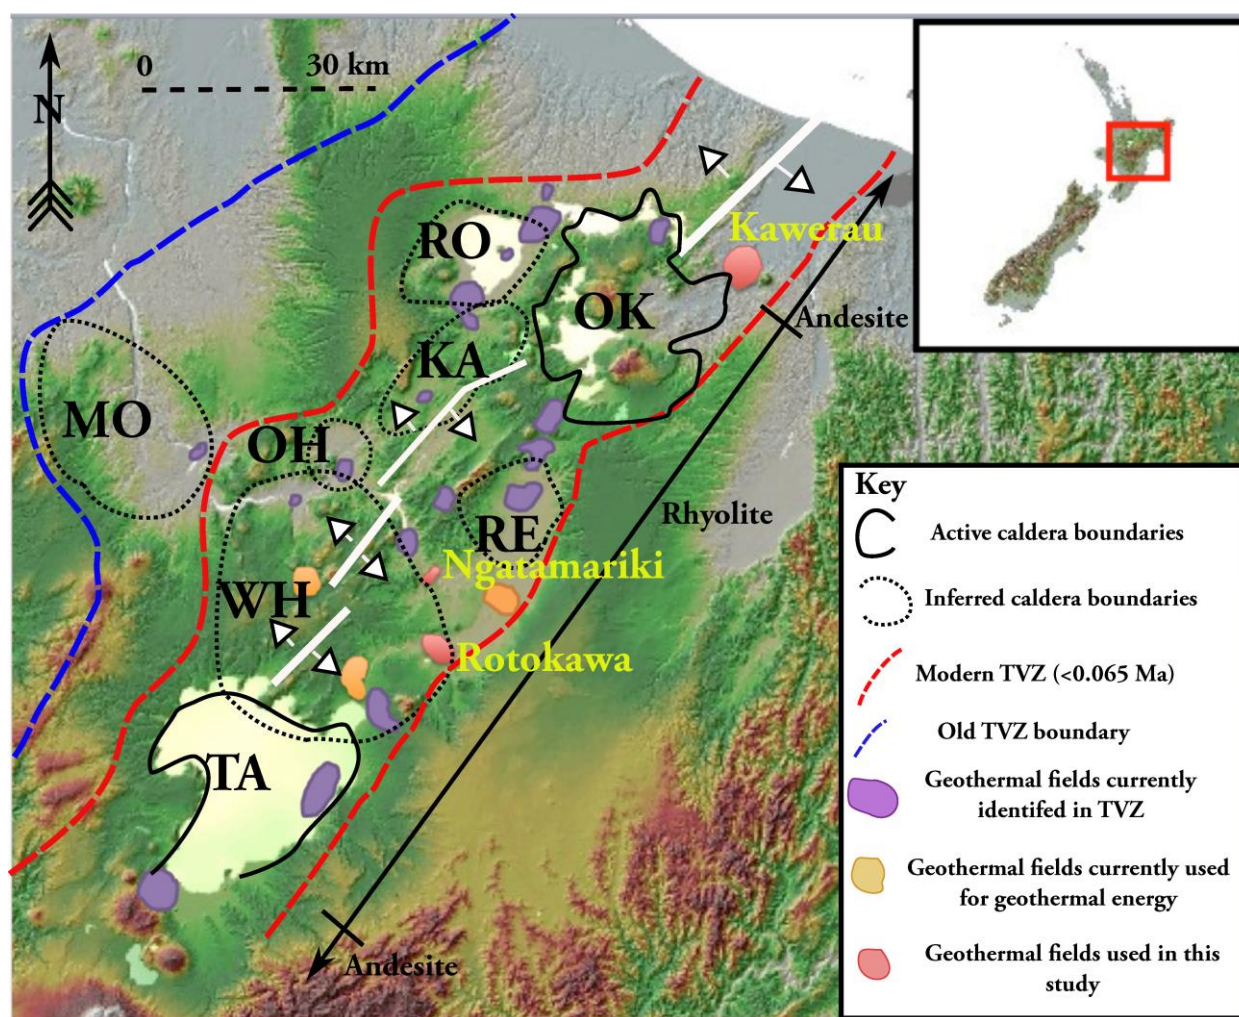 0 30 km
N
RO
Kawerau
OK
Andesite
KA
MO
OH
Rhyolite
RE
Ngatamariki
WH
Rotokawa
TA
Andesite
Key
Active caldera boundaries
Inferred caldera boundaries
Modern TVZ (<0.065 Ma)
Old TVZ boundary
Geothermal fields currently
identifed in TVZ
Geothermal fields currently used
for geothermal energy
Geothermal fields used in this
study